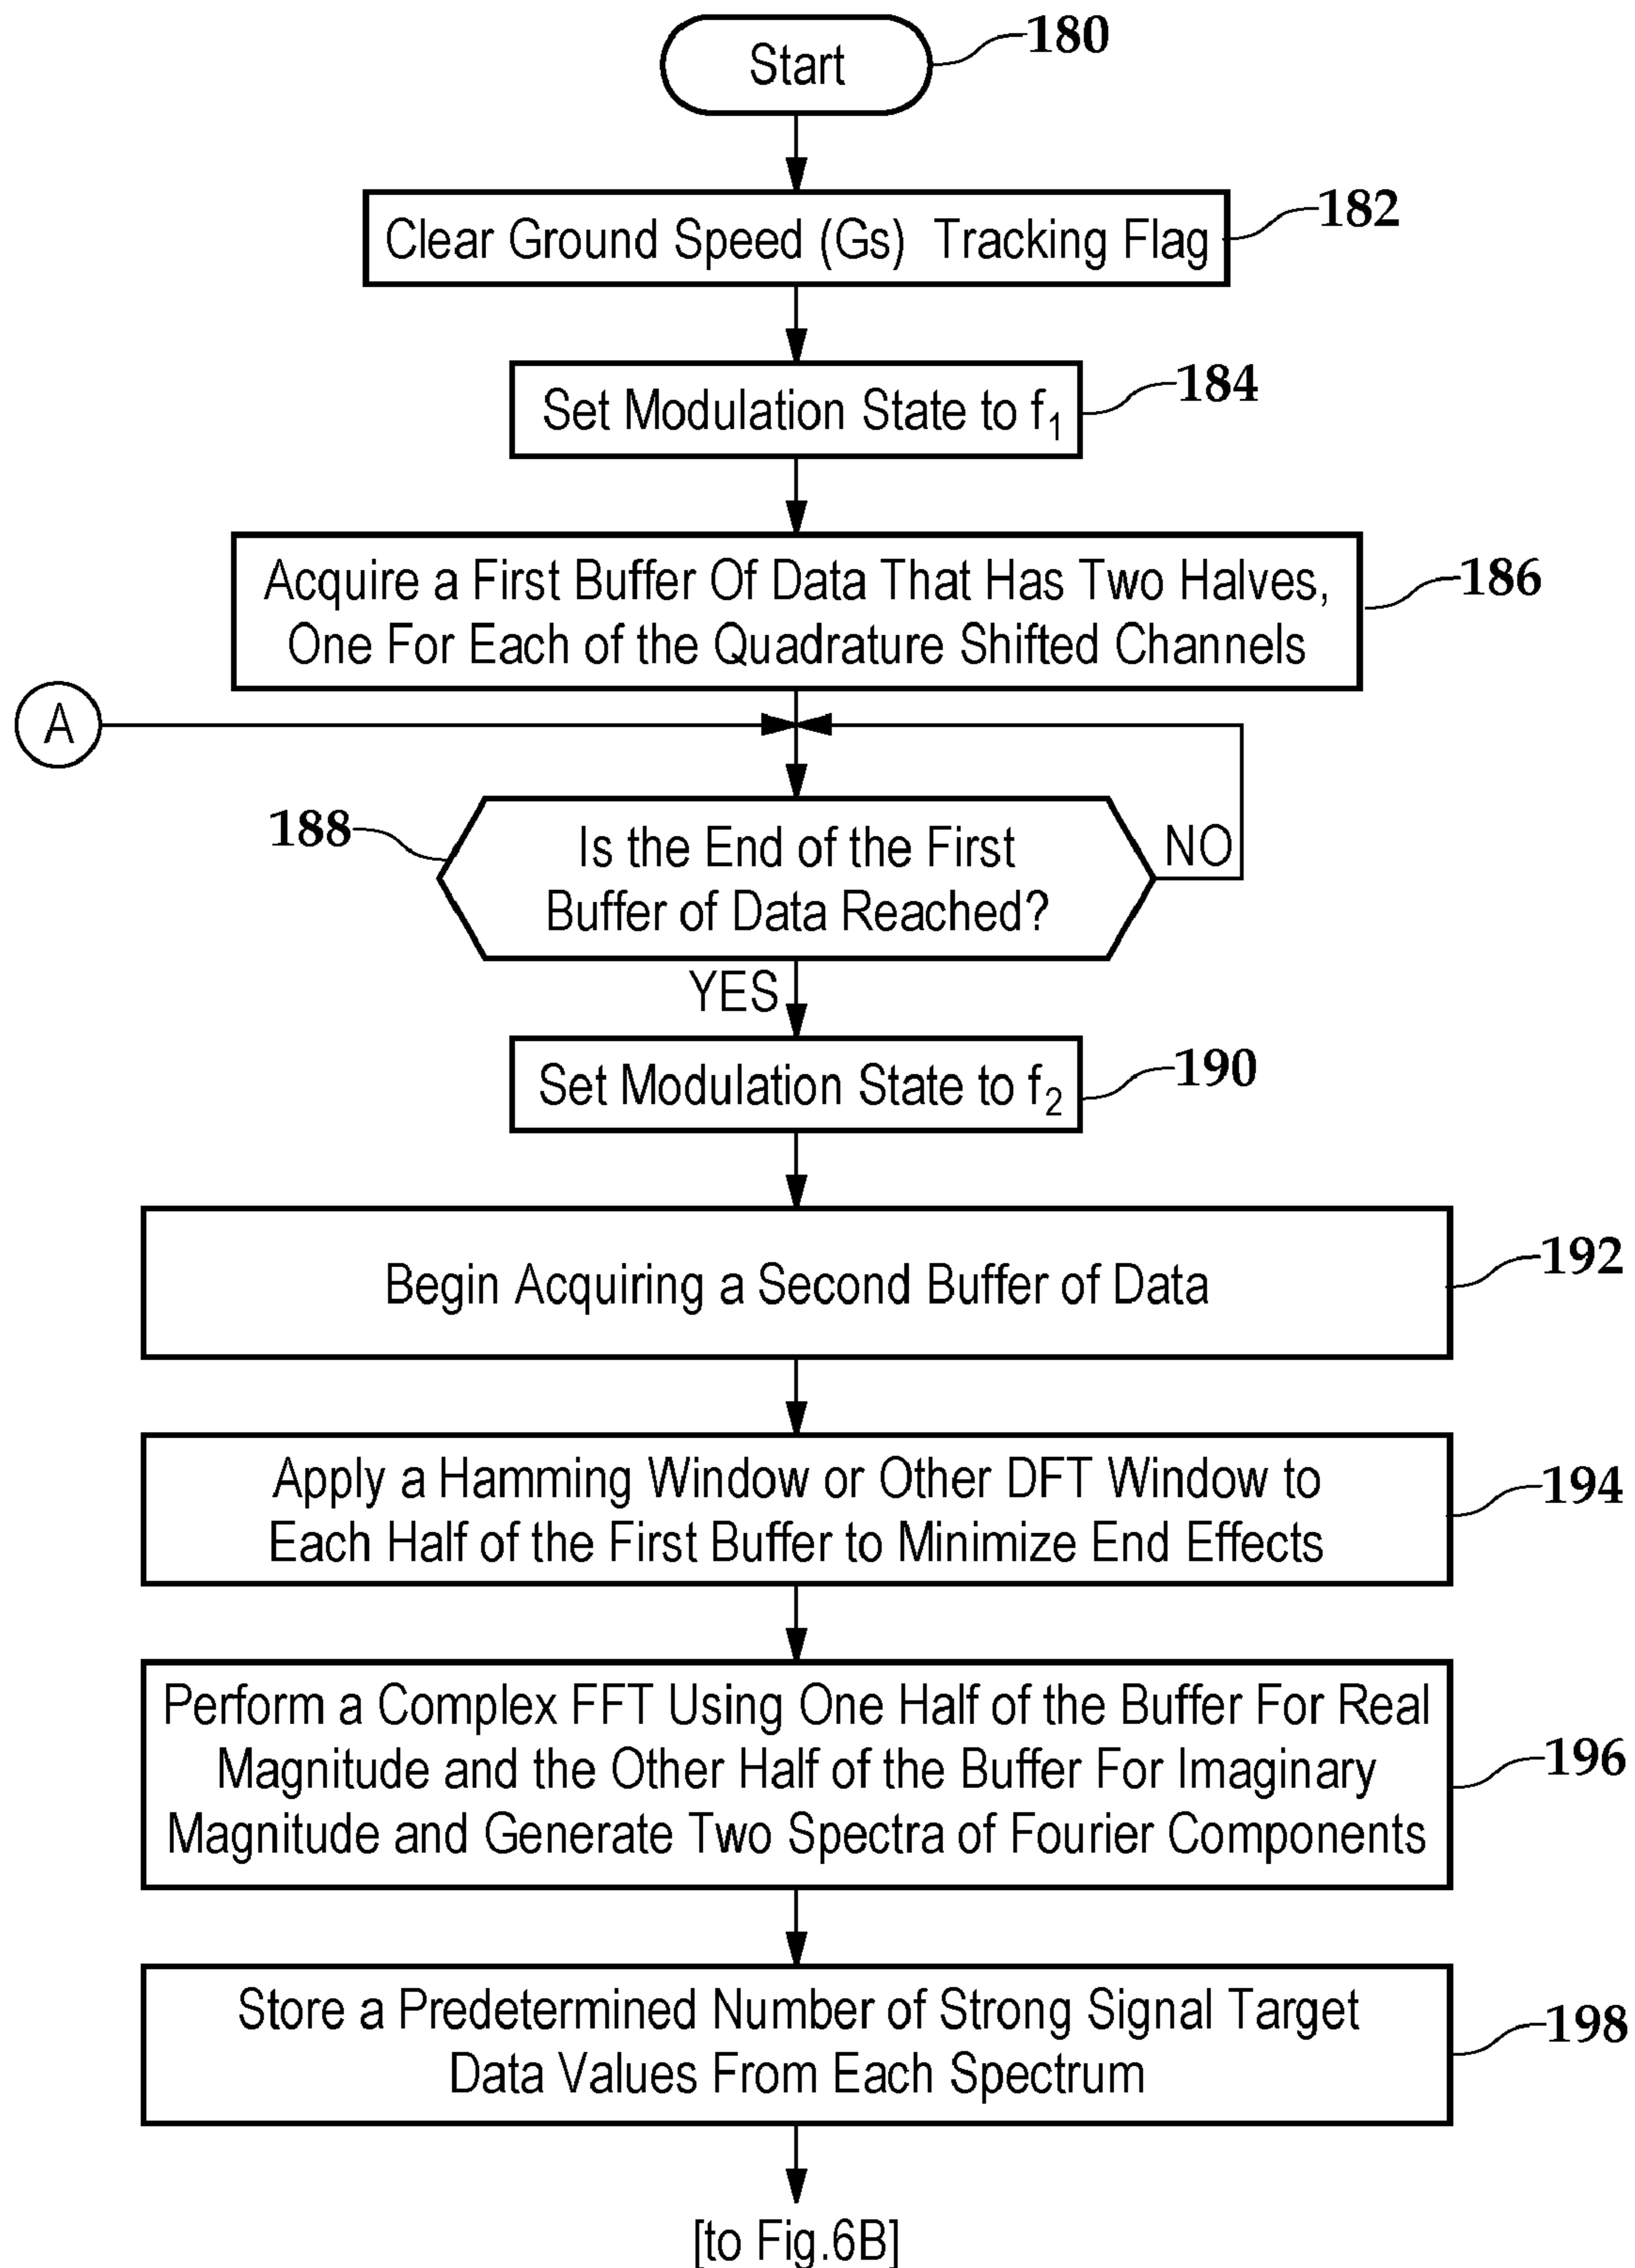 Start
180
Clear Ground Speed (Gs) Tracking Flag
182
Set Modulation State to f₁
184
Acquire a First Buffer Of Data That Has Two Halves,
One For Each of the Quadrature Shifted Channels
186
A
188
Is the End of the First
Buffer of Data Reached?
NO
YES
Set Modulation State to f₂
190
Begin Acquiring a Second Buffer of Data
192
Apply a Hamming Window or Other DFT Window to
Each Half of the First Buffer to Minimize End Effects
194
Perform a Complex FFT Using One Half of the Buffer For Real
Magnitude and the Other Half of the Buffer For Imaginary
Magnitude and Generate Two Spectra of Fourier Components
196
Store a Predetermined Number of Strong Signal Target
Data Values From Each Spectrum
198
[to Fig.6B]